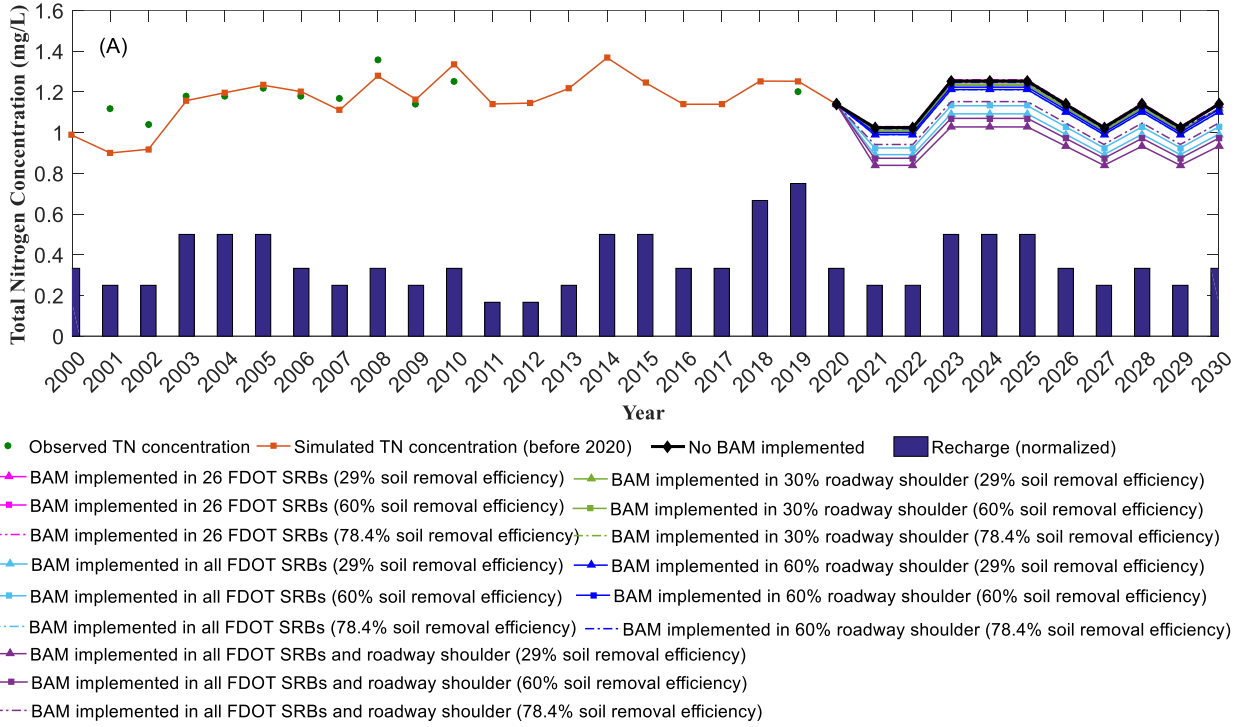 (A)
Total Nitrogen Concentration (mg/L)
1.6
1.4
1.2
1
0.8
0.6
0.4
0.2
0
2000 2001 2002 2003 2004 2005 2006 2007 2008 2009 2010 2011 2012 2013 2014 2015 2016 2017 2018 2019 2020 2021 2022 2023 2024 2025 2026 2027 2028 2029 2030
Year
Observed TN concentration Simulated TN concentration (before 2020) No BAM implemented Recharge (normalized)
BAM implemented in 26 FDOT SRBs (29% soil removal efficiency) BAM implemented in 30% roadway shoulder (29% soil removal efficiency)
BAM implemented in 26 FDOT SRBs (60% soil removal efficiency) BAM implemented in 30% roadway shoulder (60% soil removal efficiency)
BAM implemented in 26 FDOT SRBs (78.4% soil removal efficiency) BAM implemented in 30% roadway shoulder (78.4% soil removal efficiency)
BAM implemented in all FDOT SRBs (29% soil removal efficiency) BAM implemented in 60% roadway shoulder (29% soil removal efficiency)
BAM implemented in all FDOT SRBs (60% soil removal efficiency) BAM implemented in 60% roadway shoulder (60% soil removal efficiency)
BAM implemented in all FDOT SRBs (78.4% soil removal efficiency) BAM implemented in 60% roadway shoulder (78.4% soil removal efficiency)
BAM implemented in all FDOT SRBs and roadway shoulder (29% soil removal efficiency)
BAM implemented in all FDOT SRBs and roadway shoulder (60% soil removal efficiency)
BAM implemented in all FDOT SRBs and roadway shoulder (78.4% soil removal efficiency)